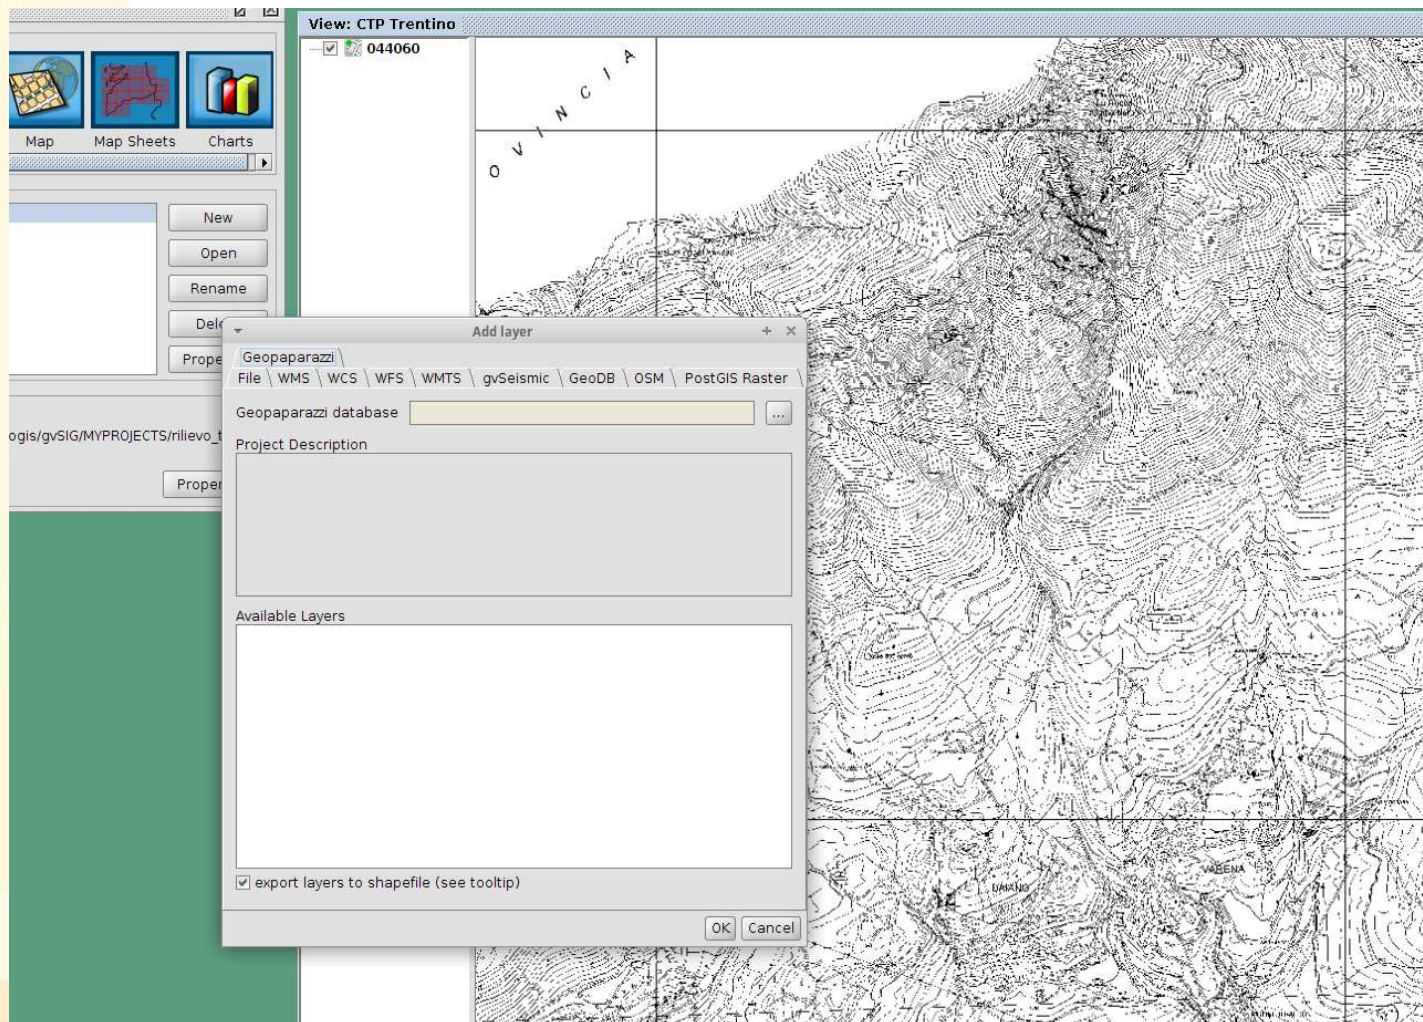 View: CTP Trentino
044060
Map
Map Sheets
Charts
New
Open
Rename
Dele
Prope
ogis/gvSIG/MYPROJECTS/rilievo_t
Proper
OVINCIA
Add layer
Geopaparazzi
File
WMS
WCS
WFS
WMTS
gvSeismic
GeoDB
OSM
PostGIS Raster
Geopaparazzi database
...
Project Description
Available Layers
export layers to shapefile (see tooltip)
OK
Cancel
DAIANO
VARENA